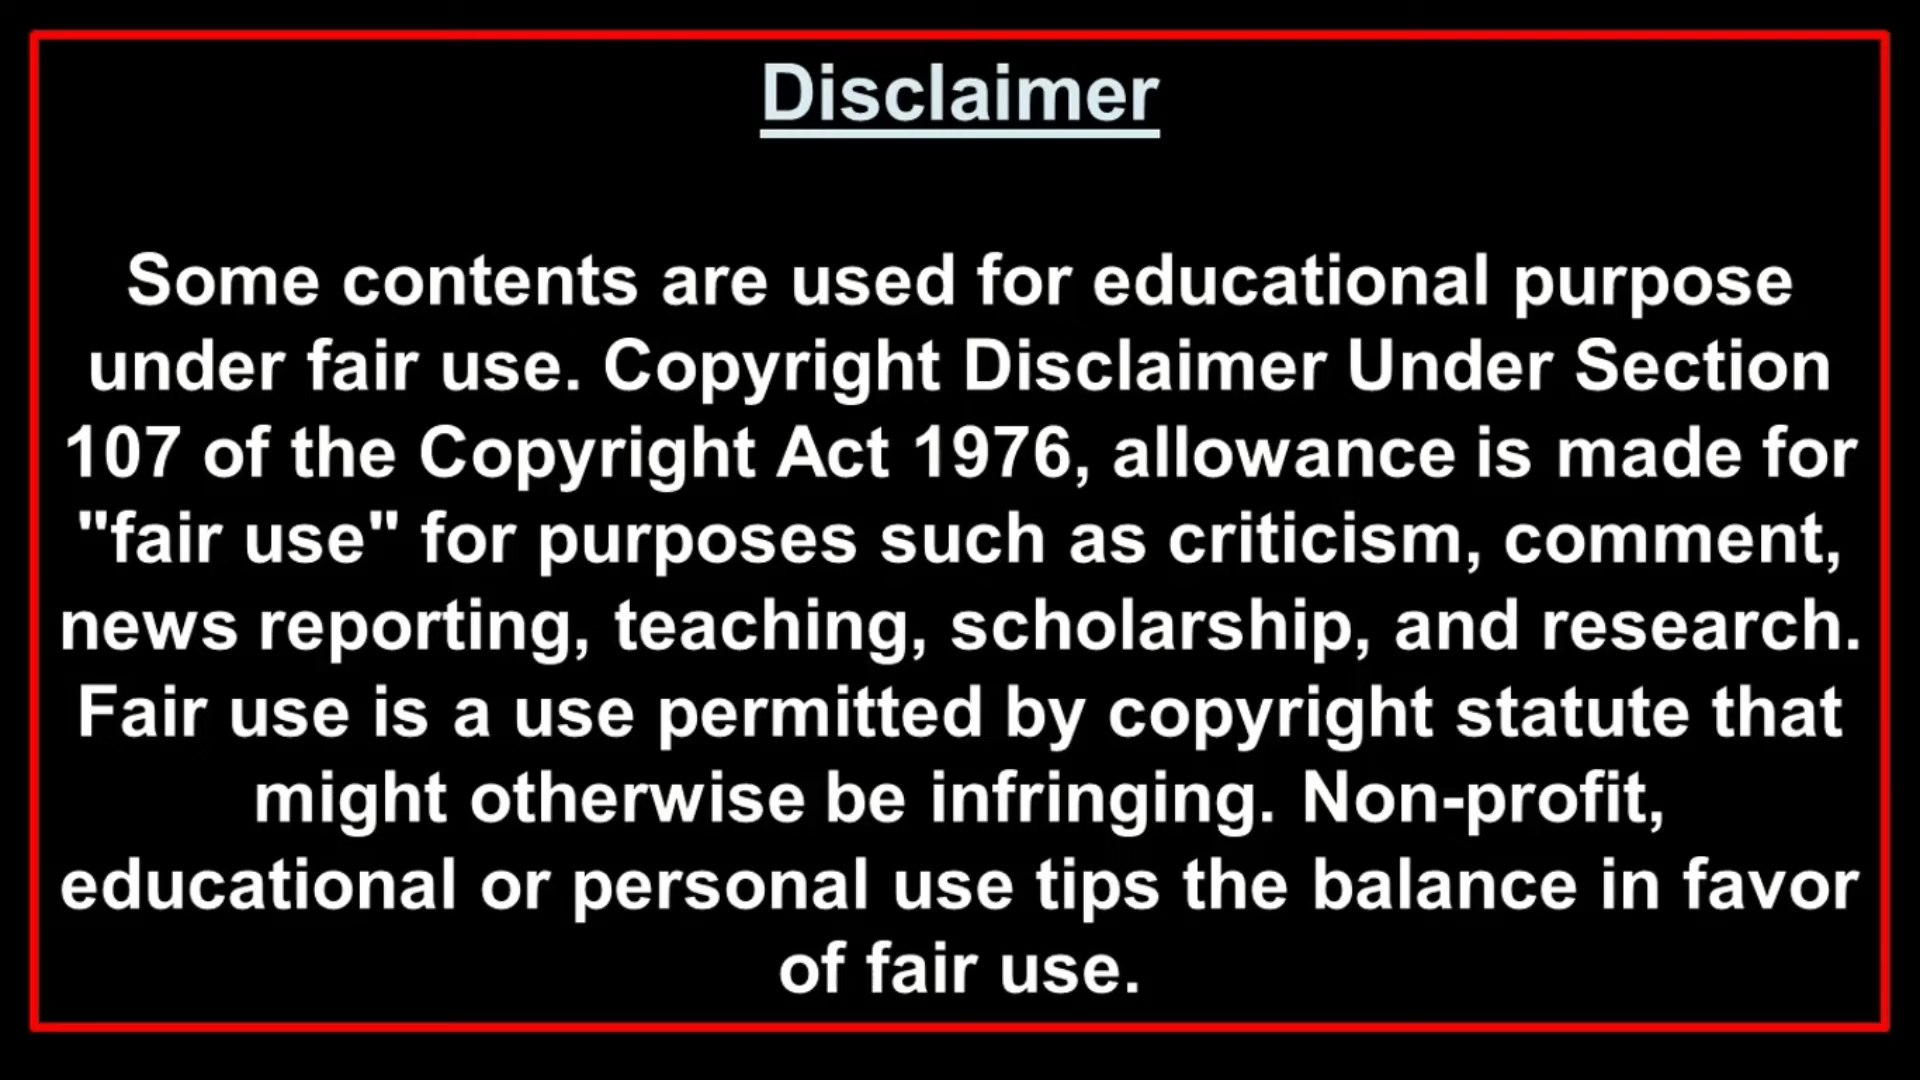 Disclaimer
Some contents are used for educational purpose
under fair use. Copyright Disclaimer Under Section
107 of the Copyright Act 1976, allowance is made for
"fair use" for purposes such as criticism, comment,
news reporting, teaching, scholarship, and research.
Fair use is a use permitted by copyright statute that
might otherwise be infringing. Non-profit,
educational or personal use tips the balance in favor
of fair use.